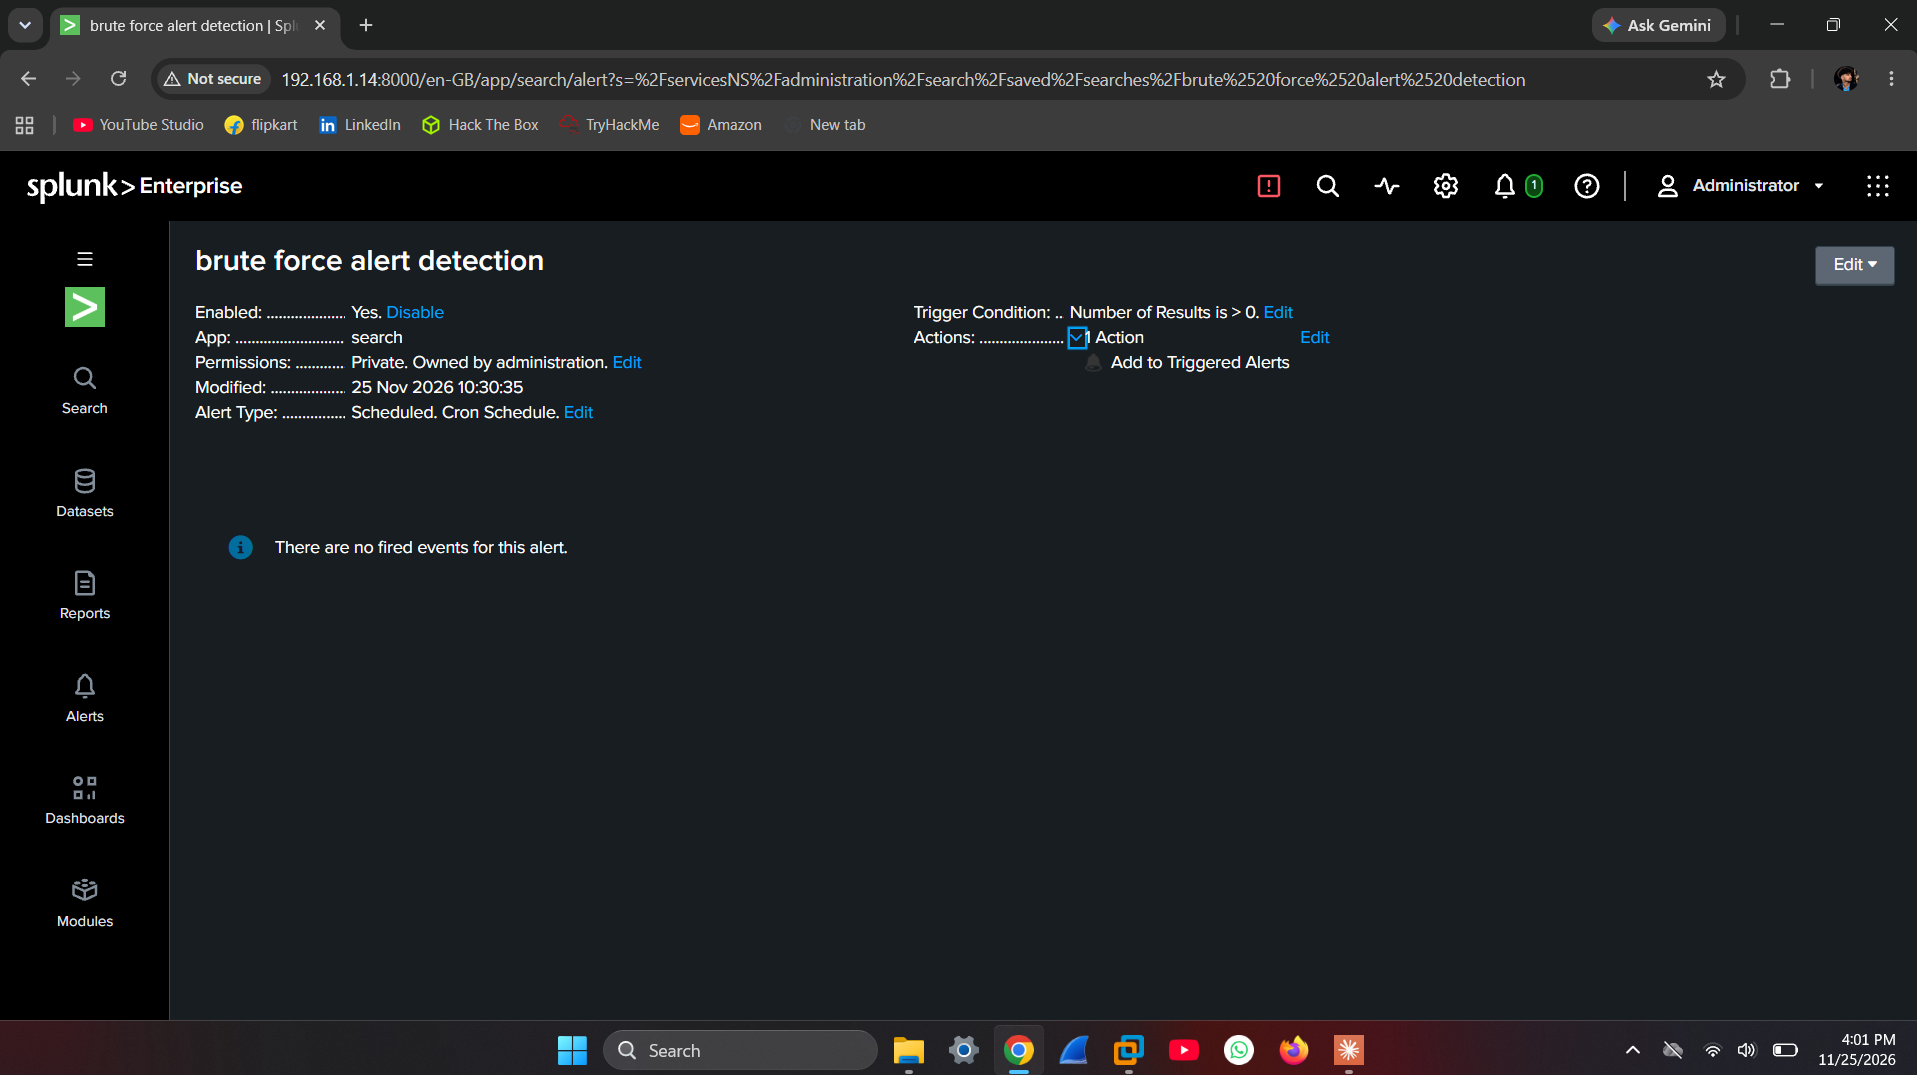 brute force alert detection | Spl
Ask Gemini
Not secure
192.168.1.14:8000/en-GB/app/search/alert?s=%2FservicesNS%2Fadministration%2Fsearch%2Fsaved%2Fsearches%2Fbrute%2520force%2520alert%2520detection
YouTube Studio
flipkart
LinkedIn
Hack The Box
TryHackMe
Amazon
New tab
splunk>Enterprise
1
Administrator
brute force alert detection
Edit
Enabled: .................... Yes. Disable
App: ........................... search
Permissions: ............ Private. Owned by administration. Edit
Modified: ................... 25 Nov 2026 10:30:35
Alert Type: ................ Scheduled. Cron Schedule. Edit
Trigger Condition: .. Number of Results is > 0. Edit
Actions: ..................... 1 Action Edit
Add to Triggered Alerts
There are no fired events for this alert.
Search
Datasets
Reports
Alerts
Dashboards
Modules
Search
4:01 PM
11/25/2026